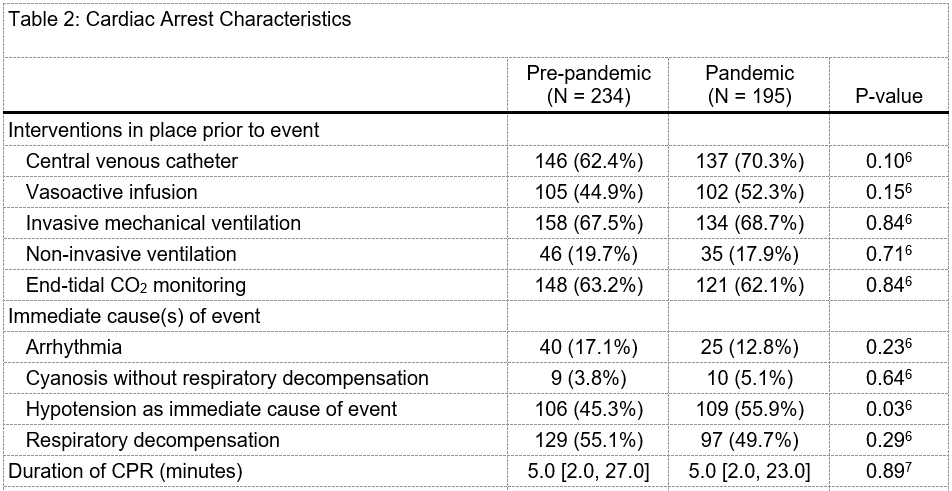 Table 2: Cardiac Arrest Characteristics
Pre-pandemic (N = 234) Pandemic (N = 195) P-value
Interventions in place prior to event
Central venous catheter 146 (62.4%) 137 (70.3%) 0.10⁶
Vasoactive infusion 105 (44.9%) 102 (52.3%) 0.15⁶
Invasive mechanical ventilation 158 (67.5%) 134 (68.7%) 0.84⁶
Non-invasive ventilation 46 (19.7%) 35 (17.9%) 0.71⁶
End-tidal CO₂ monitoring 148 (63.2%) 121 (62.1%) 0.84⁶
Immediate cause(s) of event
Arrhythmia 40 (17.1%) 25 (12.8%) 0.23⁶
Cyanosis without respiratory decompensation 9 (3.8%) 10 (5.1%) 0.64⁶
Hypotension as immediate cause of event 106 (45.3%) 109 (55.9%) 0.03⁶
Respiratory decompensation 129 (55.1%) 97 (49.7%) 0.29⁶
Duration of CPR (minutes) 5.0 [2.0, 27.0] 5.0 [2.0, 23.0] 0.89⁷